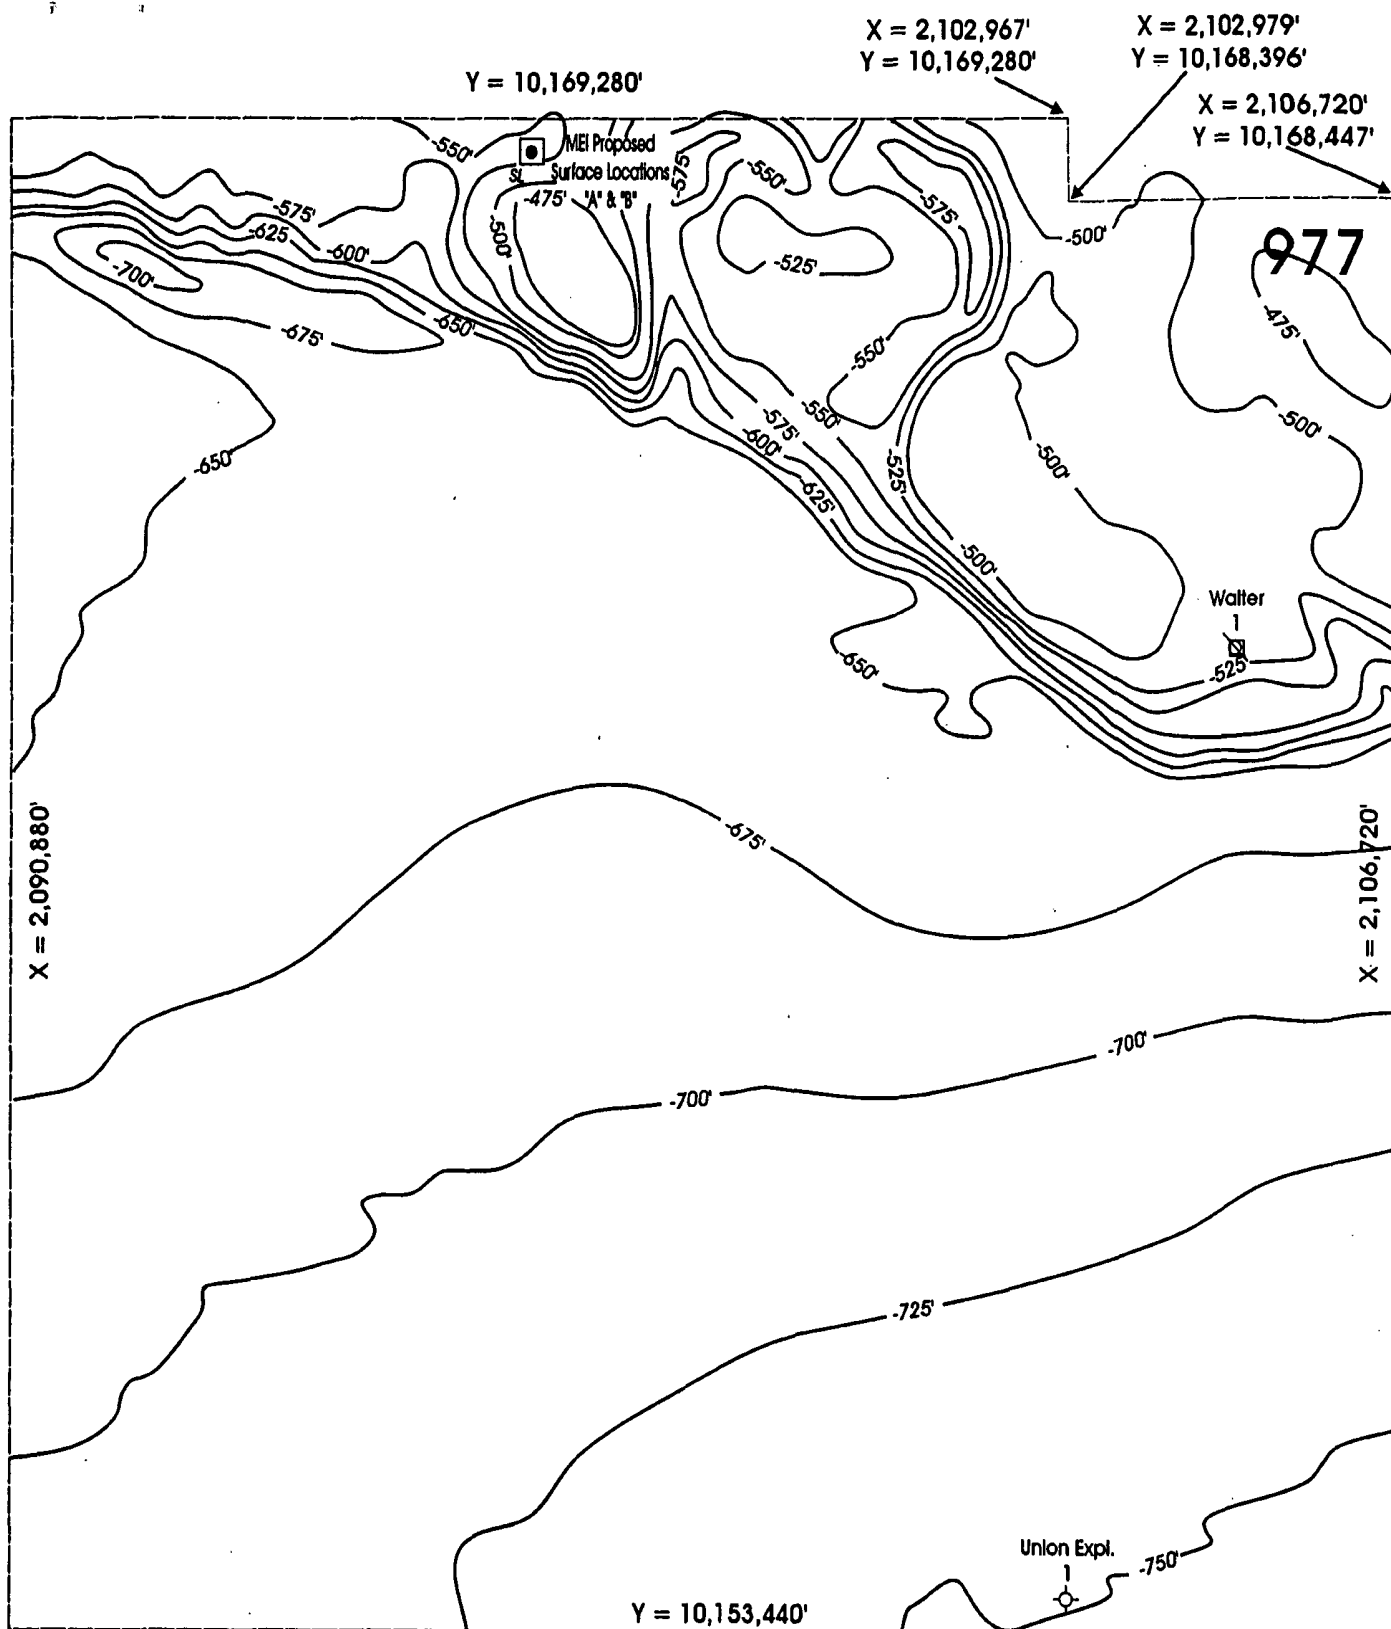 X = 2,102,967'
Y = 10,169,280'
X = 2,102,979'
Y = 10,168,396'
Y = 10,169,280'
X = 2,106,720'
Y = 10,168,447'
-550'
MEI Proposed
Surface Locations
"A" & "B"
SL
-475'
-575'
-550'
-575'
-575'
-625
-600'
-500'
-500'
977
-700'
-525'
-475'
-675'
-650'
-550'
-550'
-575'
-600'
-625'
-525'
-500'
-500'
-500'
-650'
Walter
1
-525'
-650'
X = 2,090,880'
-675'
X = 2,106,720'
-700'
-700'
-725'
Union Expl.
1
-750'
Y = 10,153,440'